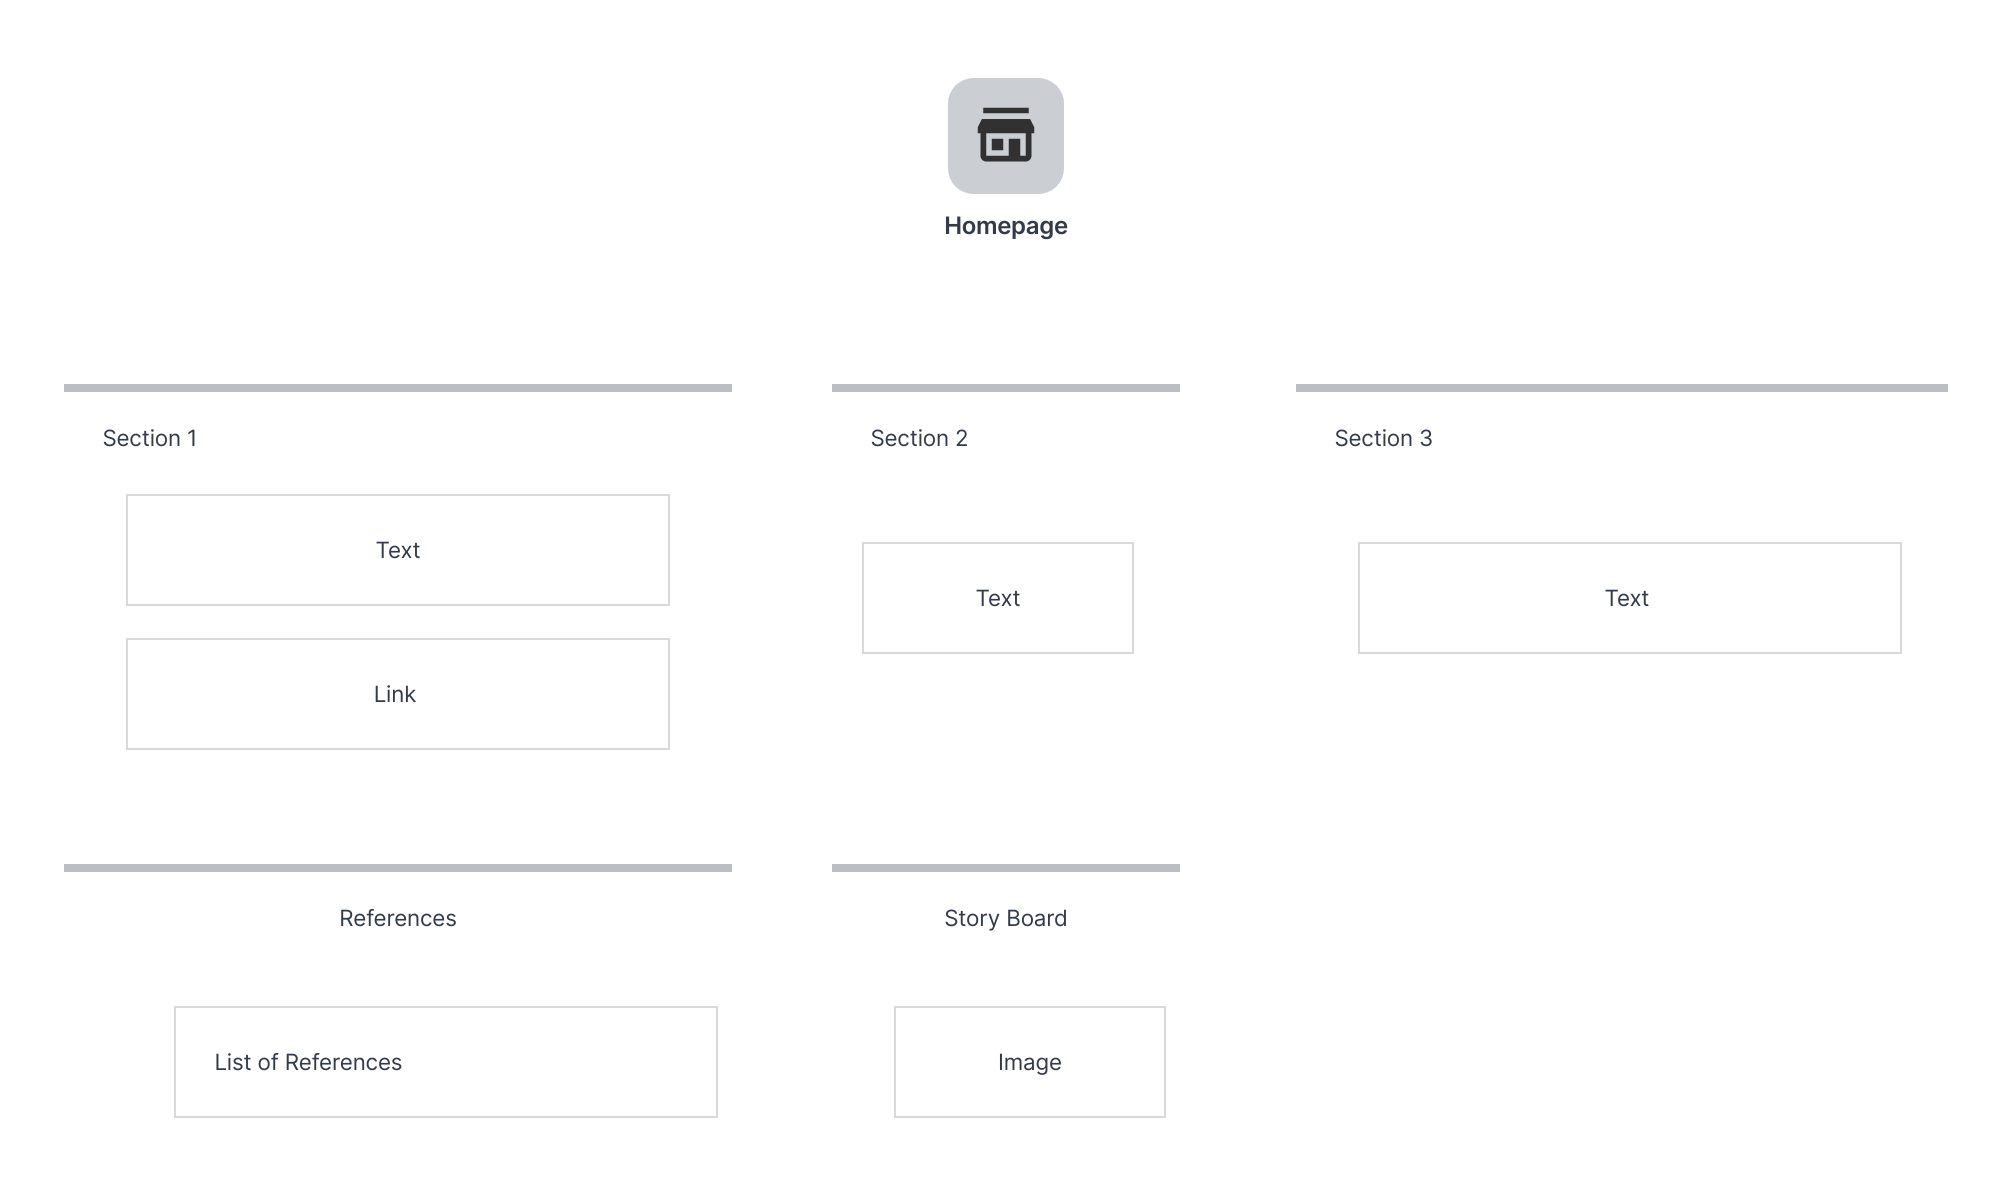 Homepage
Section 1
Text
Link
Section 2
Text
Section 3
Text
References
List of References
Story Board
Image